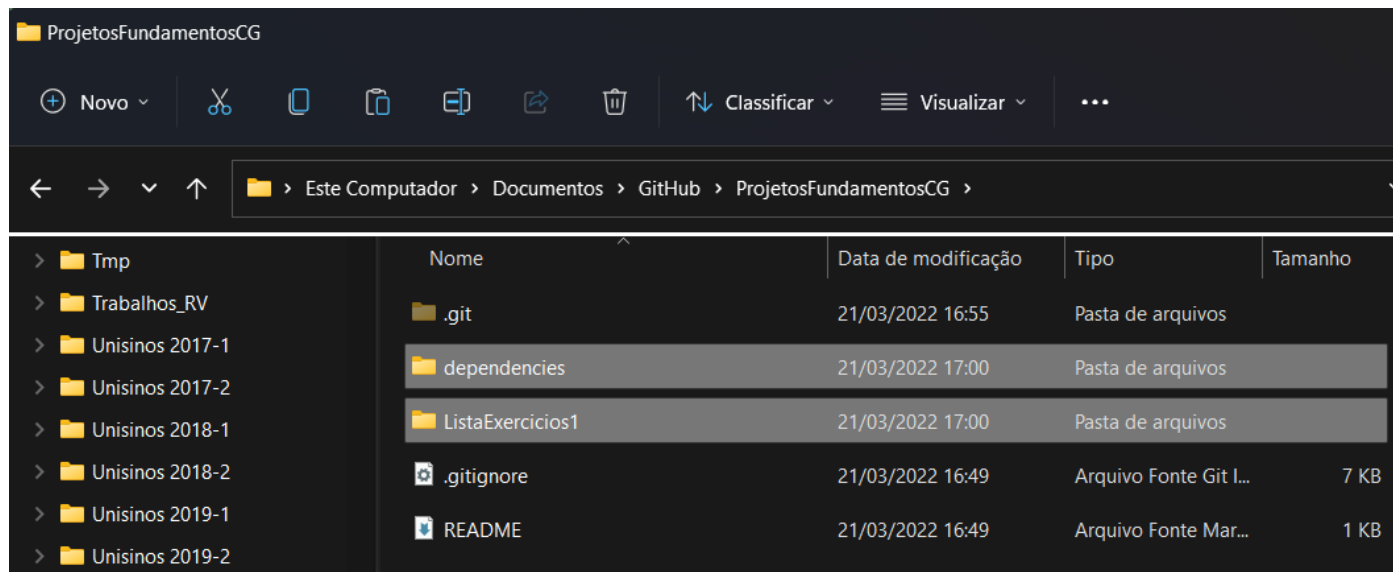 ProjetosFundamentosCG
Novo Classificar Visualizar
Este Computador > Documentos > GitHub > ProjetosFundamentosCG >
Tmp
Trabalhos_RV
Unisinos 2017-1
Unisinos 2017-2
Unisinos 2018-1
Unisinos 2018-2
Unisinos 2019-1
Unisinos 2019-2
Nome Data de modificação Tipo Tamanho
.git 21/03/2022 16:55 Pasta de arquivos
dependencies 21/03/2022 17:00 Pasta de arquivos
ListaExercicios1 21/03/2022 17:00 Pasta de arquivos
.gitignore 21/03/2022 16:49 Arquivo Fonte Git I... 7 KB
README 21/03/2022 16:49 Arquivo Fonte Mar... 1 KB